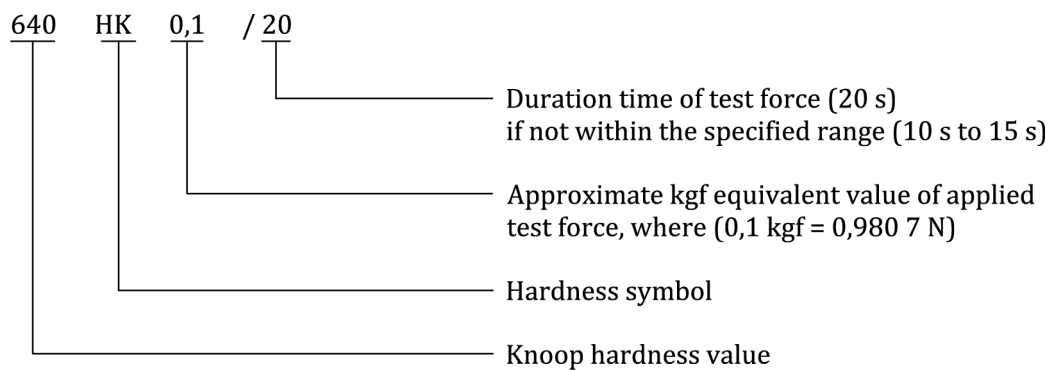 640 HK 0,1 / 20
Duration time of test force (20 s)
if not within the specified range (10 s to 15 s)
Approximate kgf equivalent value of applied
test force, where (0,1 kgf = 0,980 7 N)
Hardness symbol
Knoop hardness value